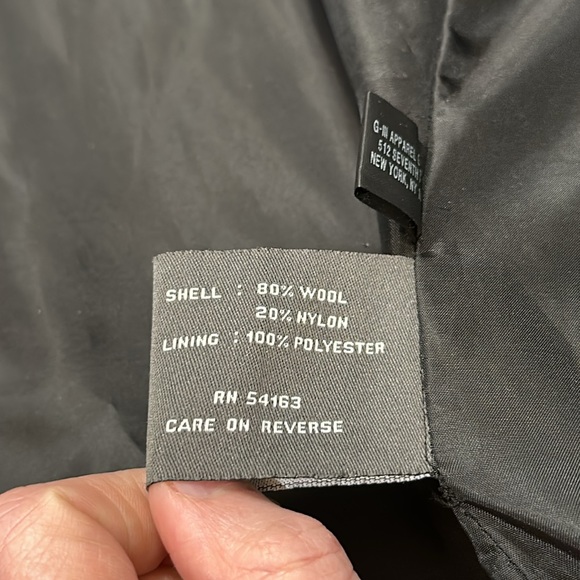 G-III APPAREL
512 SEVENTH
NEW YORK, NY
SHELL : 80% WOOL
20% NYLON
LINING : 100% POLYESTER
RN 54163
CARE ON REVERSE